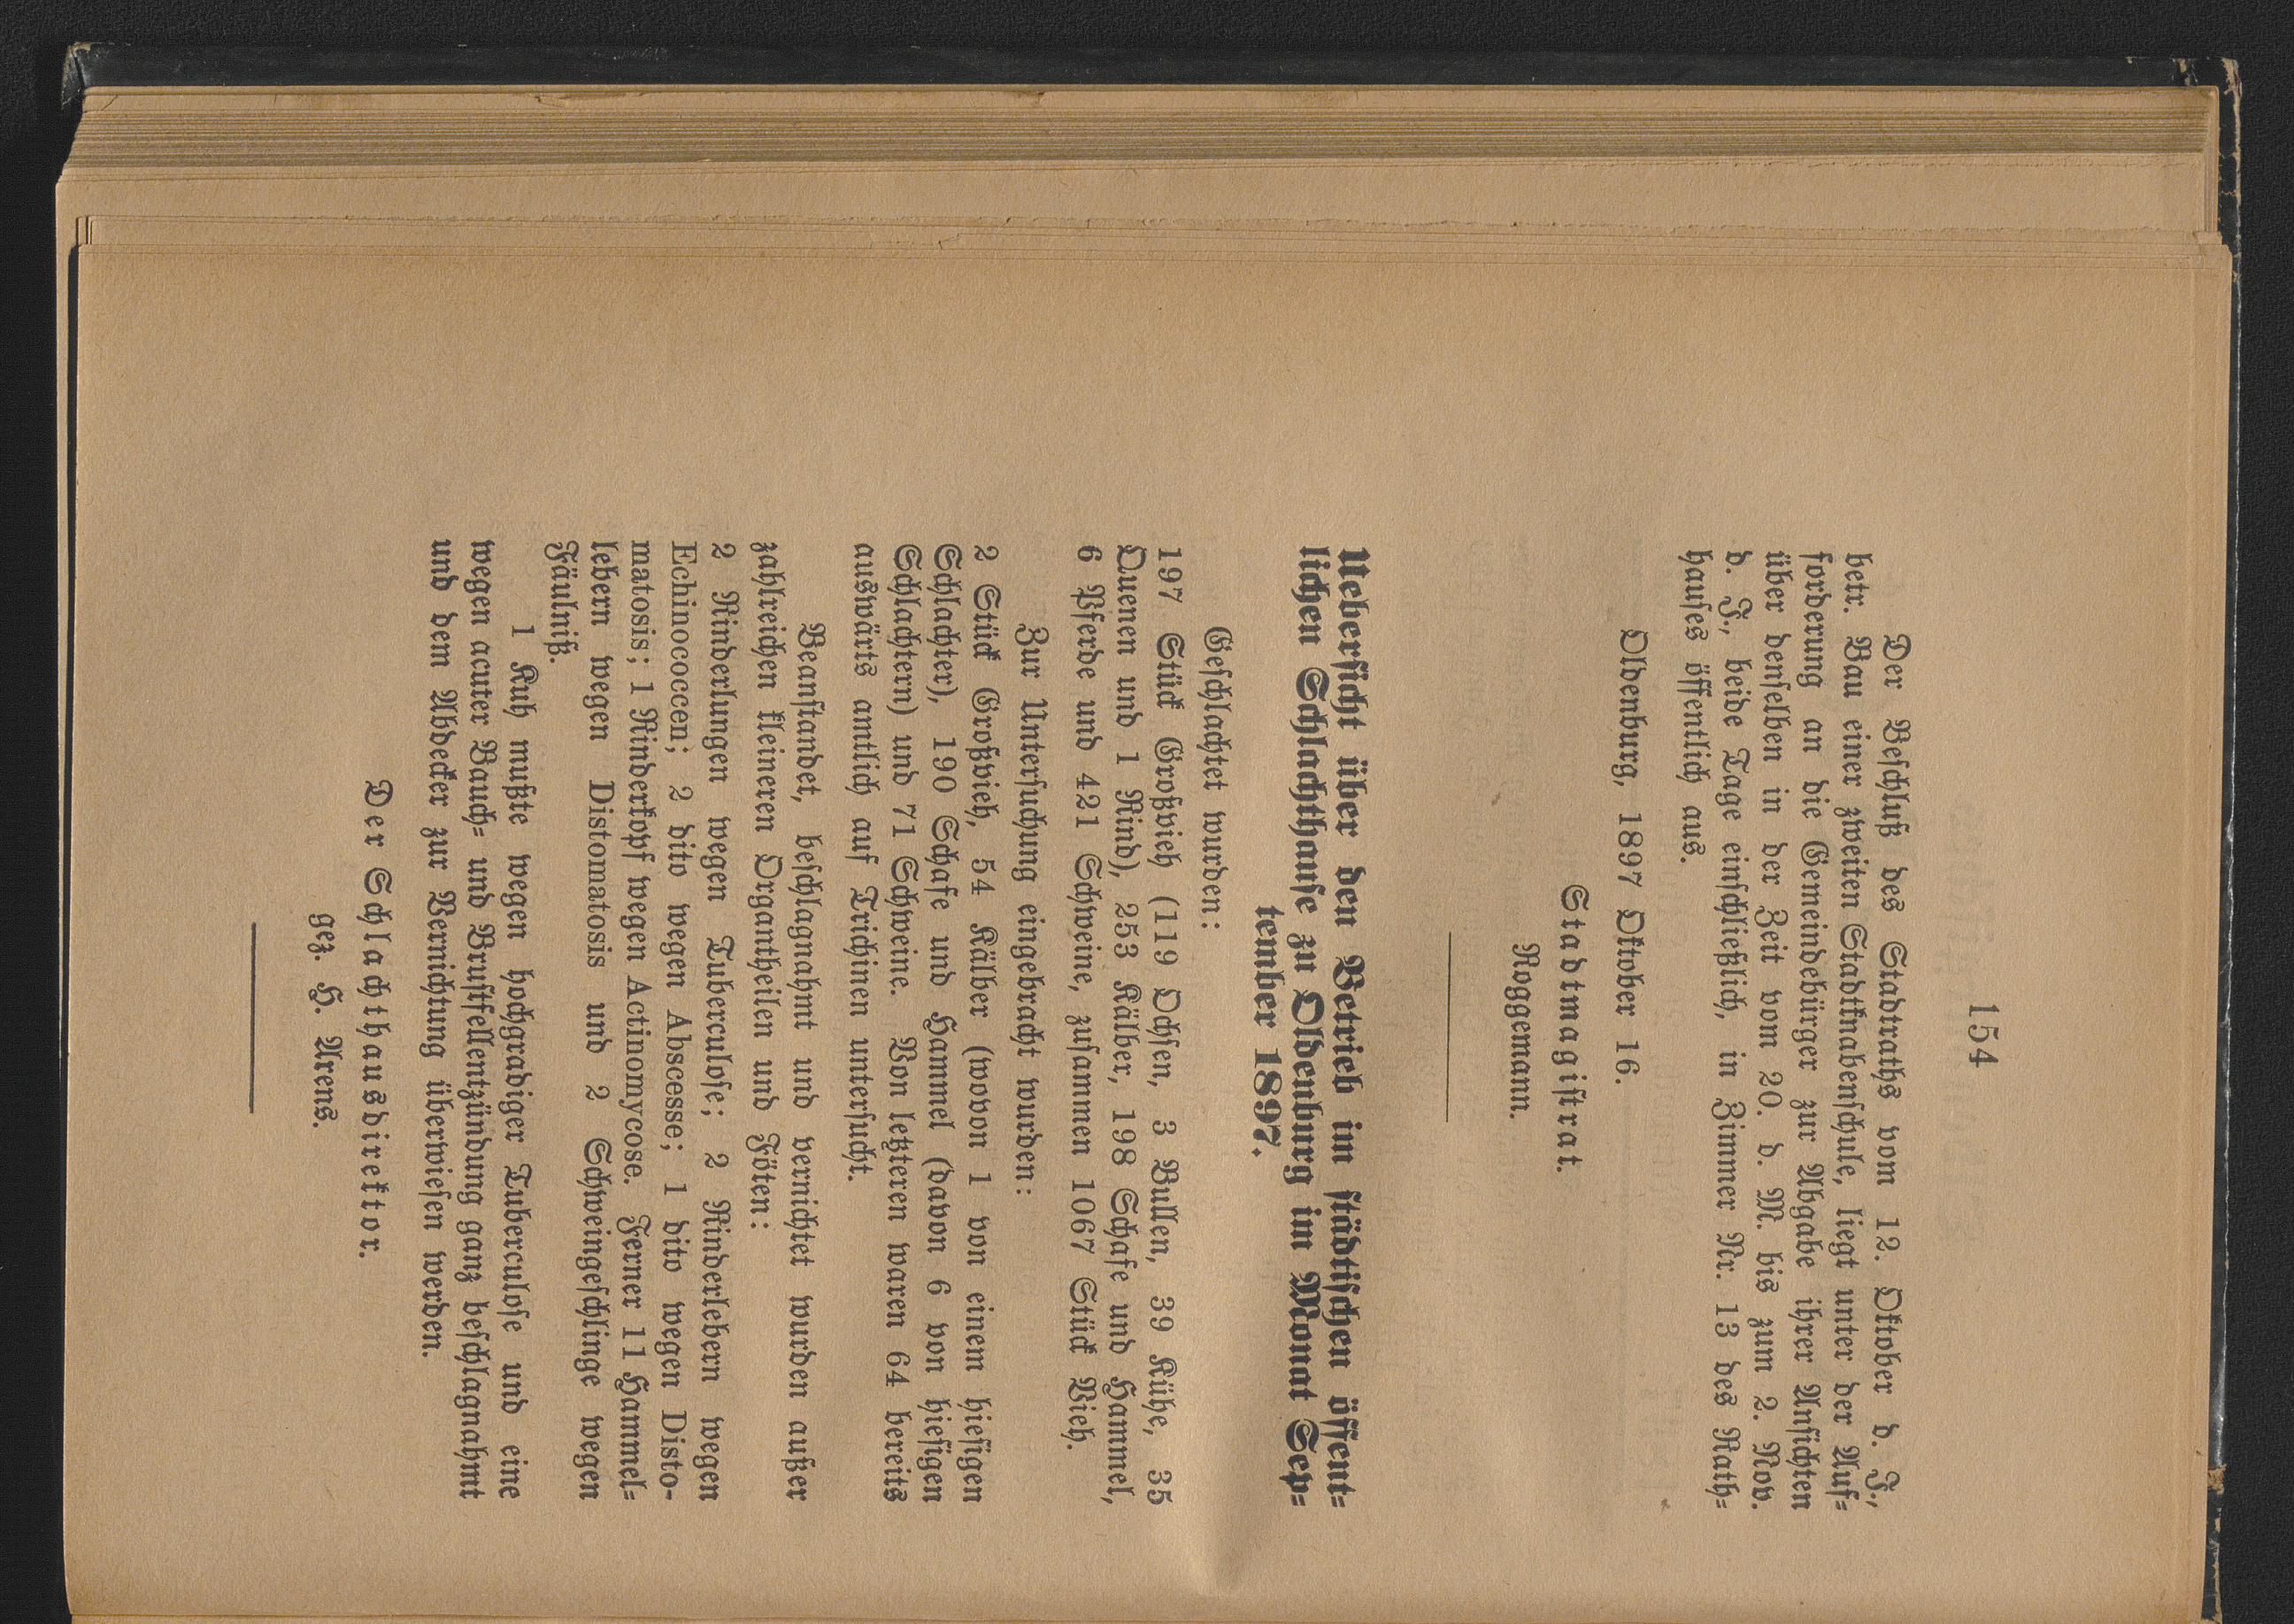 154
Der Beschluß des Stadtraths vom 12. Oktober d. J.,
betr. Bau einer zweiten Stadtknabenschule, liegt unter der Auf-
forderung an die Gemeindebürger zur Abgabe ihrer Ansichten
über denselben in der Zeit vom 20. d. M. bis zum 2. Nov.
d. J., beide Tage einschließlich, in Zimmer Nr. 13 des Rath-
hauses öffentlich aus.
Oldenburg, 1897 Oktober 16.
Stadtmagistrat.
Roggemann.
Uebersicht über den Betrieb im städtischen öffent-
lichen Schlachthause zu Oldenburg im Monat Sep-
tember 1897.
Geschlachtet wurden:
197 Stück Großvieh (119 Ochsen, 3 Bullen, 39 Kühe, 35
Quenen und 1 Rind), 253 Kälber, 198 Schafe und Hammel,
6 Pferde und 421 Schweine, zusammen 1067 Stück Vieh.
Zur Untersuchung eingebracht wurden:
2 Stück Großvieh, 54 Kälber (wovon 1 von einem hiesigen
Schlachter), 190 Schafe und Hammel (davon 6 von hiesigen
Schlachtern) und 71 Schweine. Von letzteren waren 64 bereits
auswärts amtlich auf Trichinen untersucht.
Beanstandet, beschlagnahmt und vernichtet wurden außer
zahlreichen kleineren Organtheilen und Föten:
2 Rinderlungen wegen Tuberculose; 2 Rinderlebern wegen
Echinococcen; 2 dito wegen Abscesse; 1 dito wegen Disto-
matosis; 1 Rinderkopf wegen Actinomycose. Ferner 11 Hammel-
lebern wegen Distomatosis und 2 Schweingeschlinge wegen
Fäulniß.
1 Kuh mußte wegen hochgradiger Tuberculose und eine
wegen acuter Bauch- und Brustfellentzündung ganz beschlagnahmt
und dem Abdecker zur Vernichtung überwiesen werden.
Der Schlachthausdirektor.
gez. H. Arens.